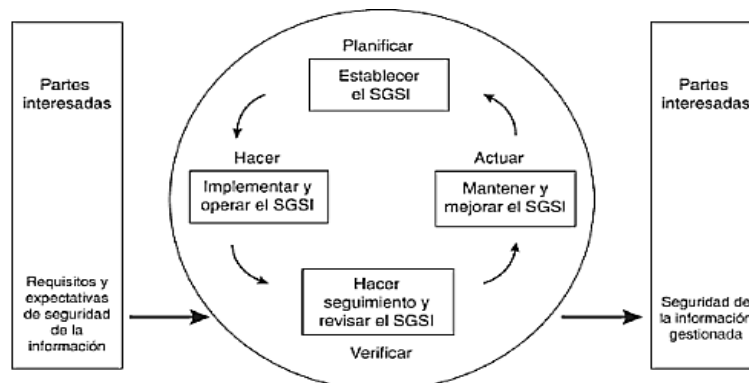 Partes
interesadas
Requisitos y
expectativas
de seguridad
de la
información
Planificar
Establecer
el SGSI
Hacer
Implementar y
operar el SGSI
Actuar
Mantener y
mejorar el SGSI
Hacer
seguimiento y
revisar el SGSI
Verificar
Partes
interesadas
Seguridad de
la información
gestionada